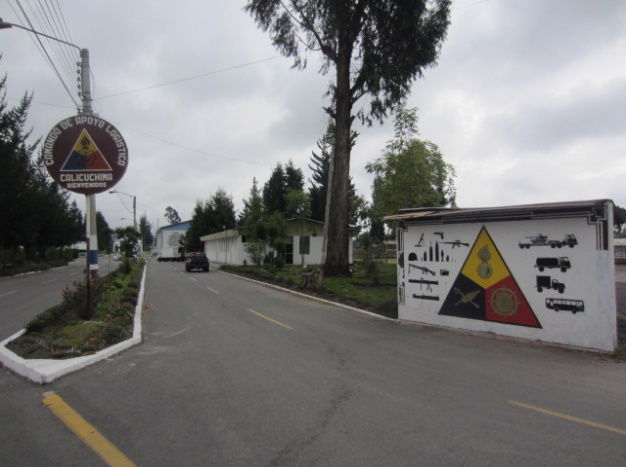 COMANDO DE APOYO LOGISTICO
CALICUCHIMA
BIENVENIDOS